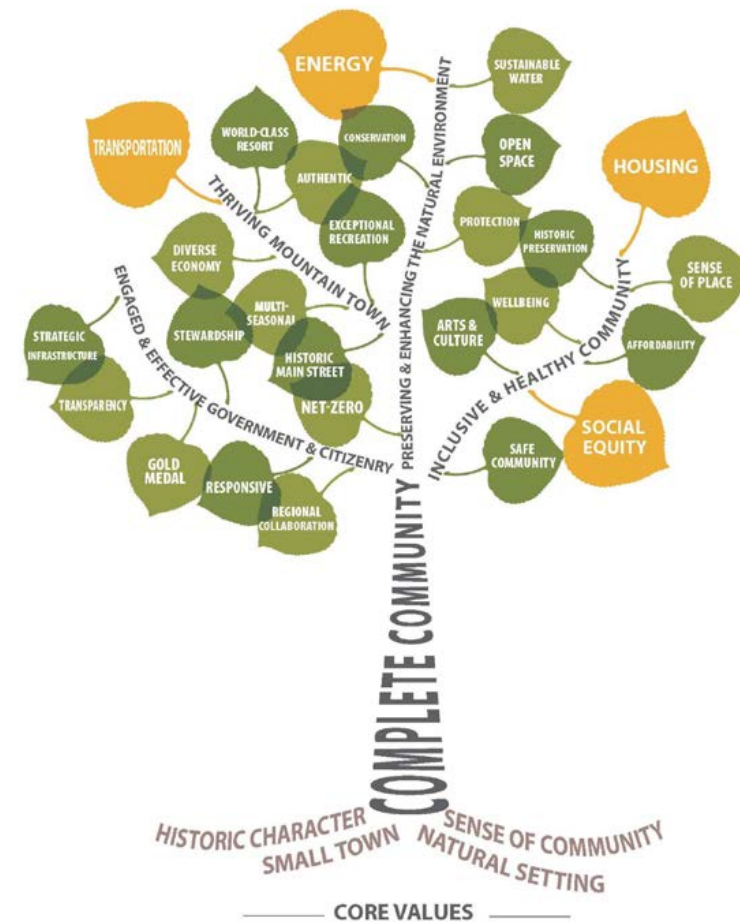 ENERGY
SUSTAINABLE
WATER
WORLD-CLASS
RESORT
CONSERVATION
TRANSPORTATION
OPEN
SPACE
HOUSING
AUTHENTIC
THRIVING MOUNTAIN TOWN
EXCEPTIONAL
RECREATION
PRESERVING & ENHANCING THE NATURAL ENVIRONMENT
PROTECTION
HISTORIC
PRESERVATION
DIVERSE
ECONOMY
SENSE
OF PLACE
ENGAGED & EFFECTIVE GOVERNMENT & CITIZENRY
MULTI-
SEASONAL
WELLBEING
STRATEGIC
INFRASTRUCTURE
STEWARDSHIP
ARTS &
CULTURE
INCLUSIVE & HEALTHY COMMUNITY
AFFORDABILITY
HISTORIC
MAIN STREET
TRANSPARENCY
NET-ZERO
SOCIAL
EQUITY
GOLD
MEDAL
SAFE
COMMUNITY
RESPONSIVE
REGIONAL
COLLABORATION
COMPLETE COMMUNITY
HISTORIC CHARACTER
SENSE OF COMMUNITY
SMALL TOWN
NATURAL SETTING
CORE VALUES